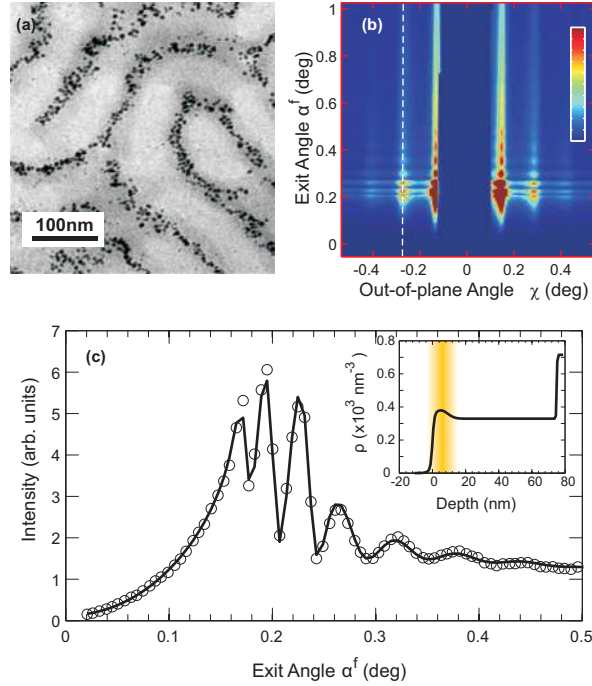 (a)
100nm
(b)
Exit Angle αᶠ (deg)
1
0.8
0.6
0.4
0.2
0
-0.4 -0.2 0 0.2 0.4
Out-of-plane Angle χ (deg)
(c)
Intensity (arb. units)
7
6
5
4
3
2
1
0
0 0.1 0.2 0.3 0.4 0.5
Exit Angle αᶠ (deg)
ρ (x10³ nm⁻³)
0.8
0.6
0.4
0.2
0
-20 0 20 40 60 80
Depth (nm)